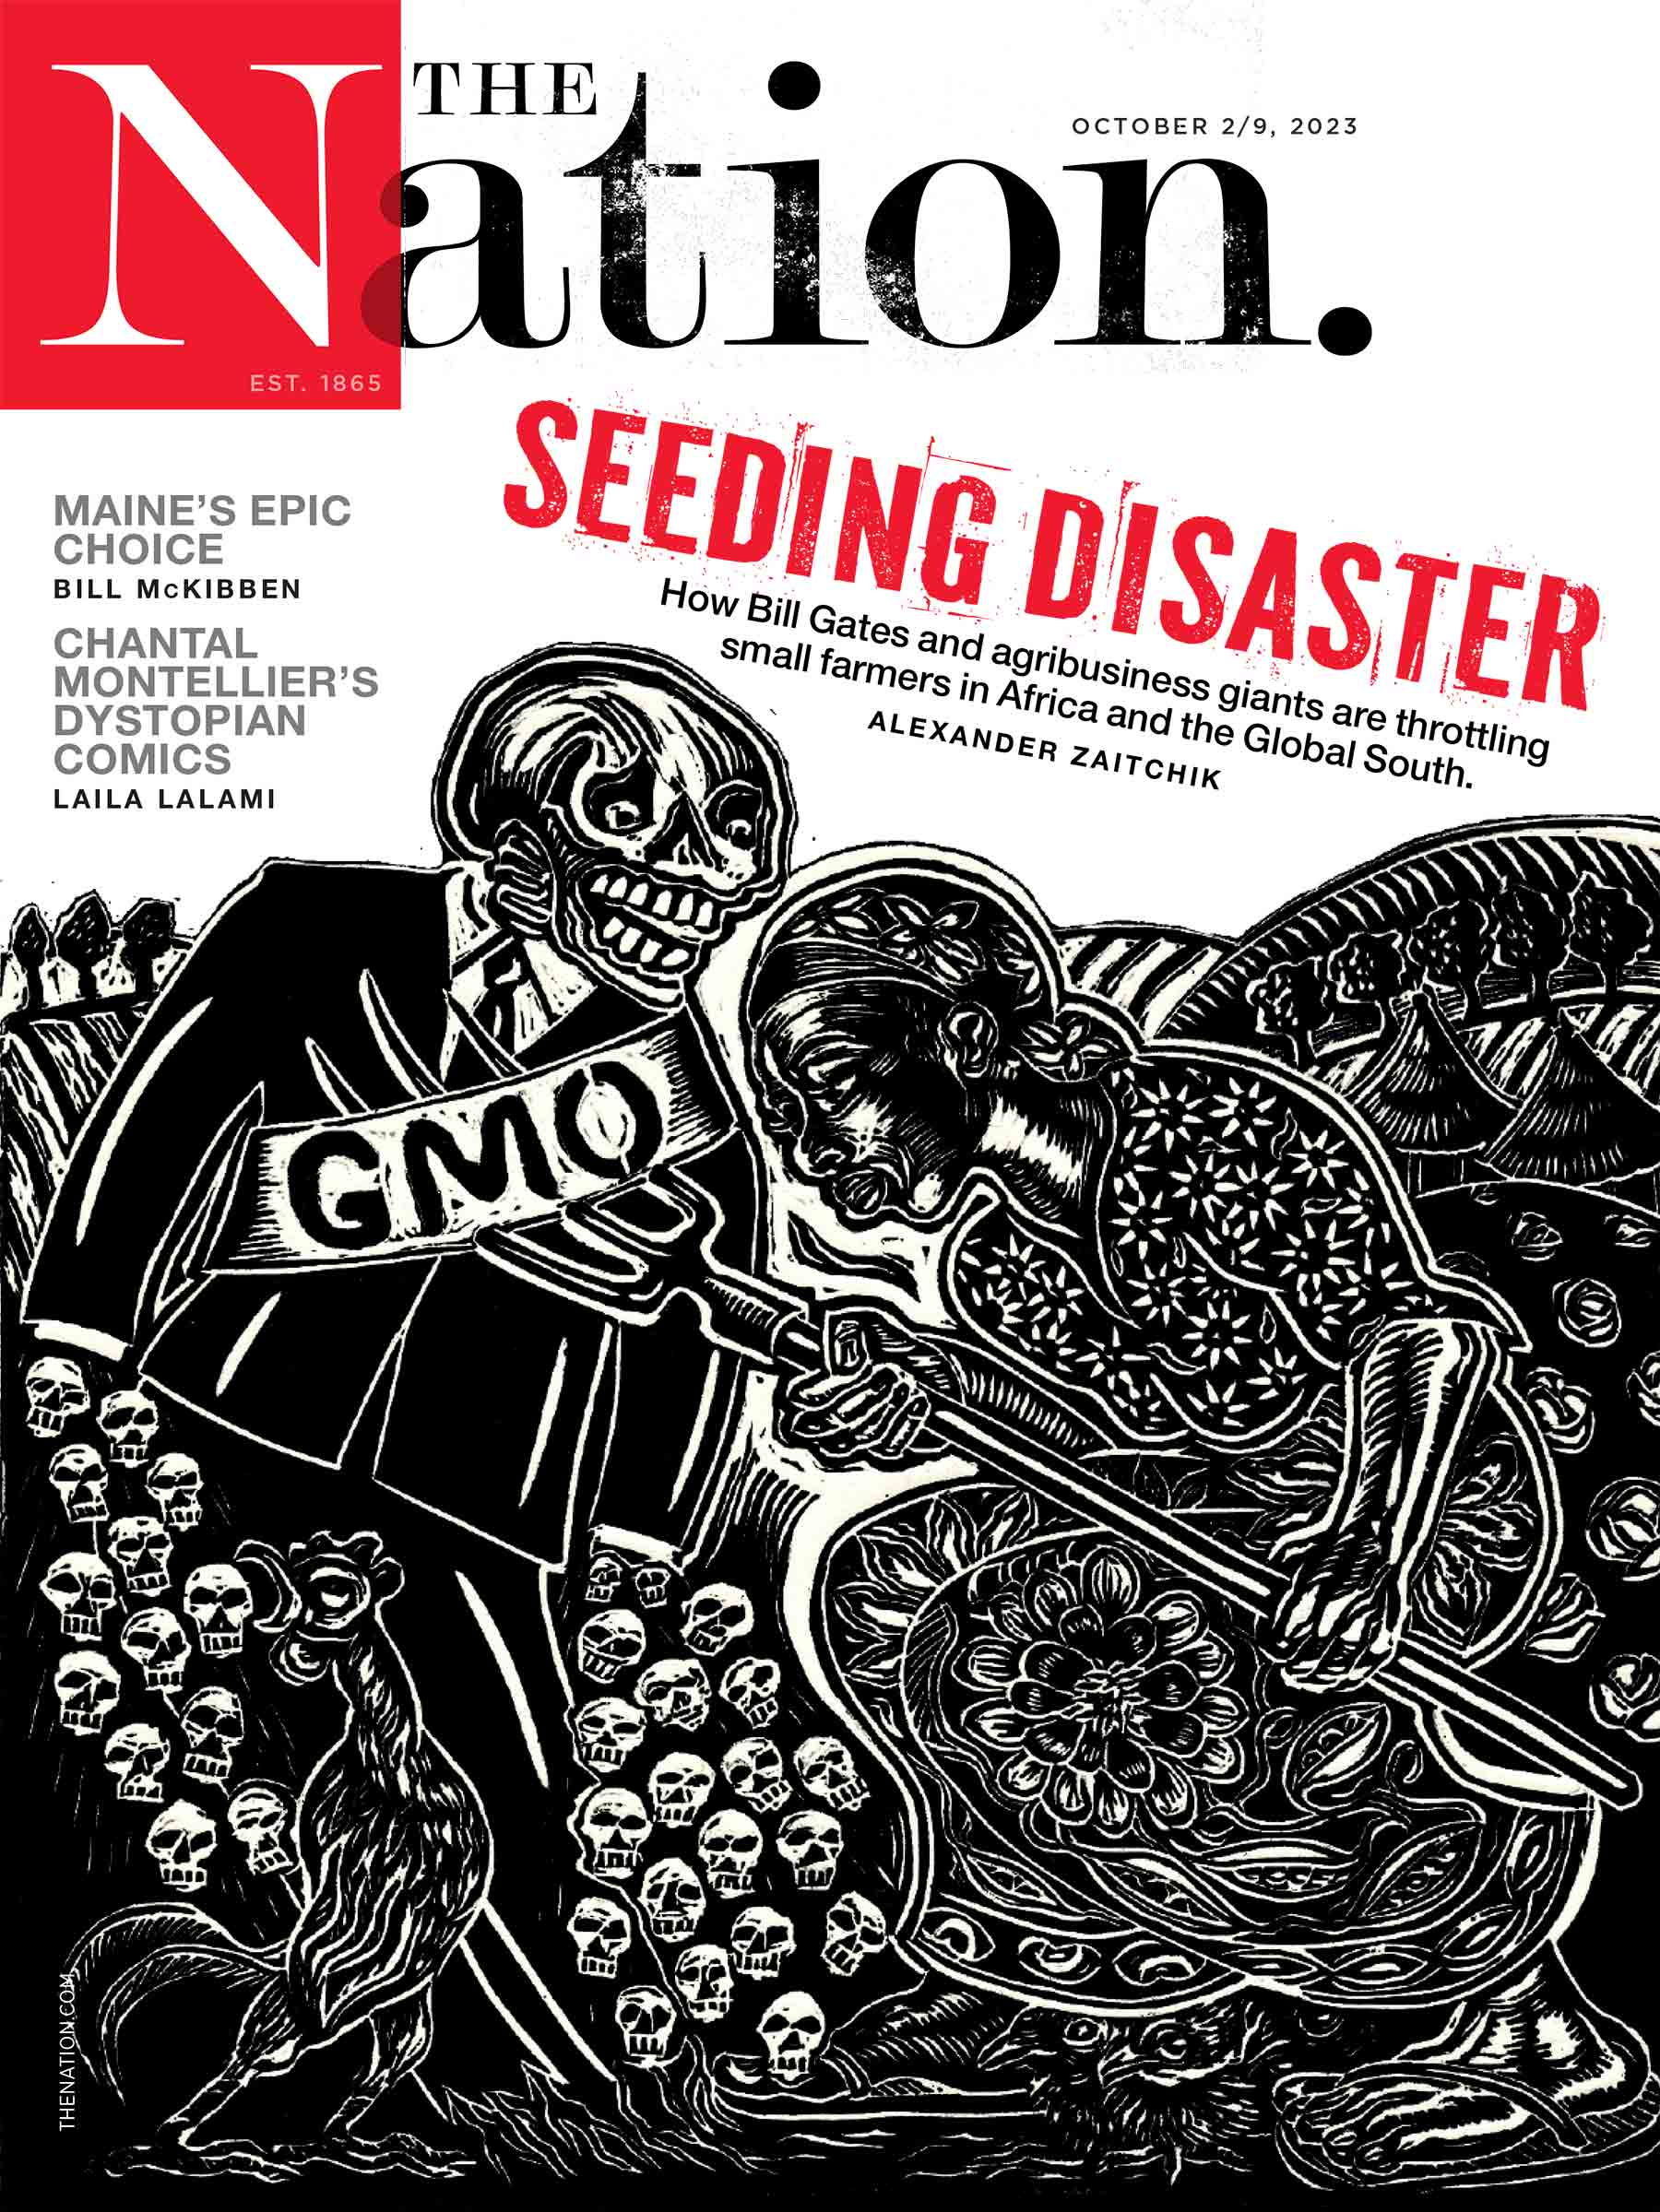 THE
Nation.
OCTOBER 2/9, 2023
EST. 1865
SEEDING DISASTER
How Bill Gates and agribusiness giants are throttling
small farmers in Africa and the Global South.
ALEXANDER ZAITCHIK
MAINE'S EPIC
CHOICE
BILL McKIBBEN
CHANTAL
MONTELLIER'S
DYSTOPIAN
COMICS
LAILA LALAMI
GMO
THENATION.COM